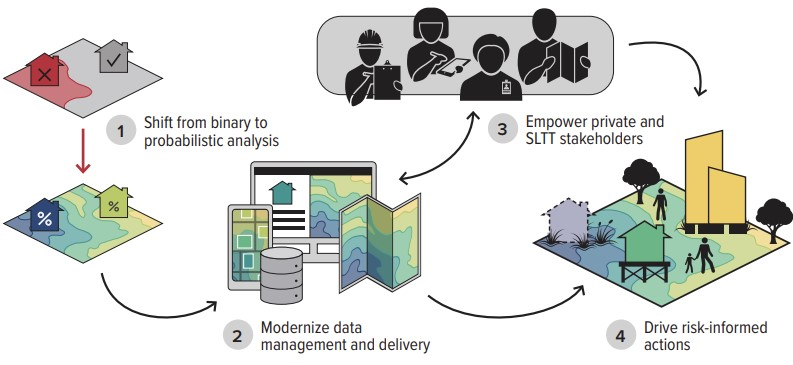 1
Shift from binary to
probabilistic analysis
%
%
2
Modernize data
management and delivery
3
Empower private and
SLTT stakeholders
4
Drive risk-informed
actions